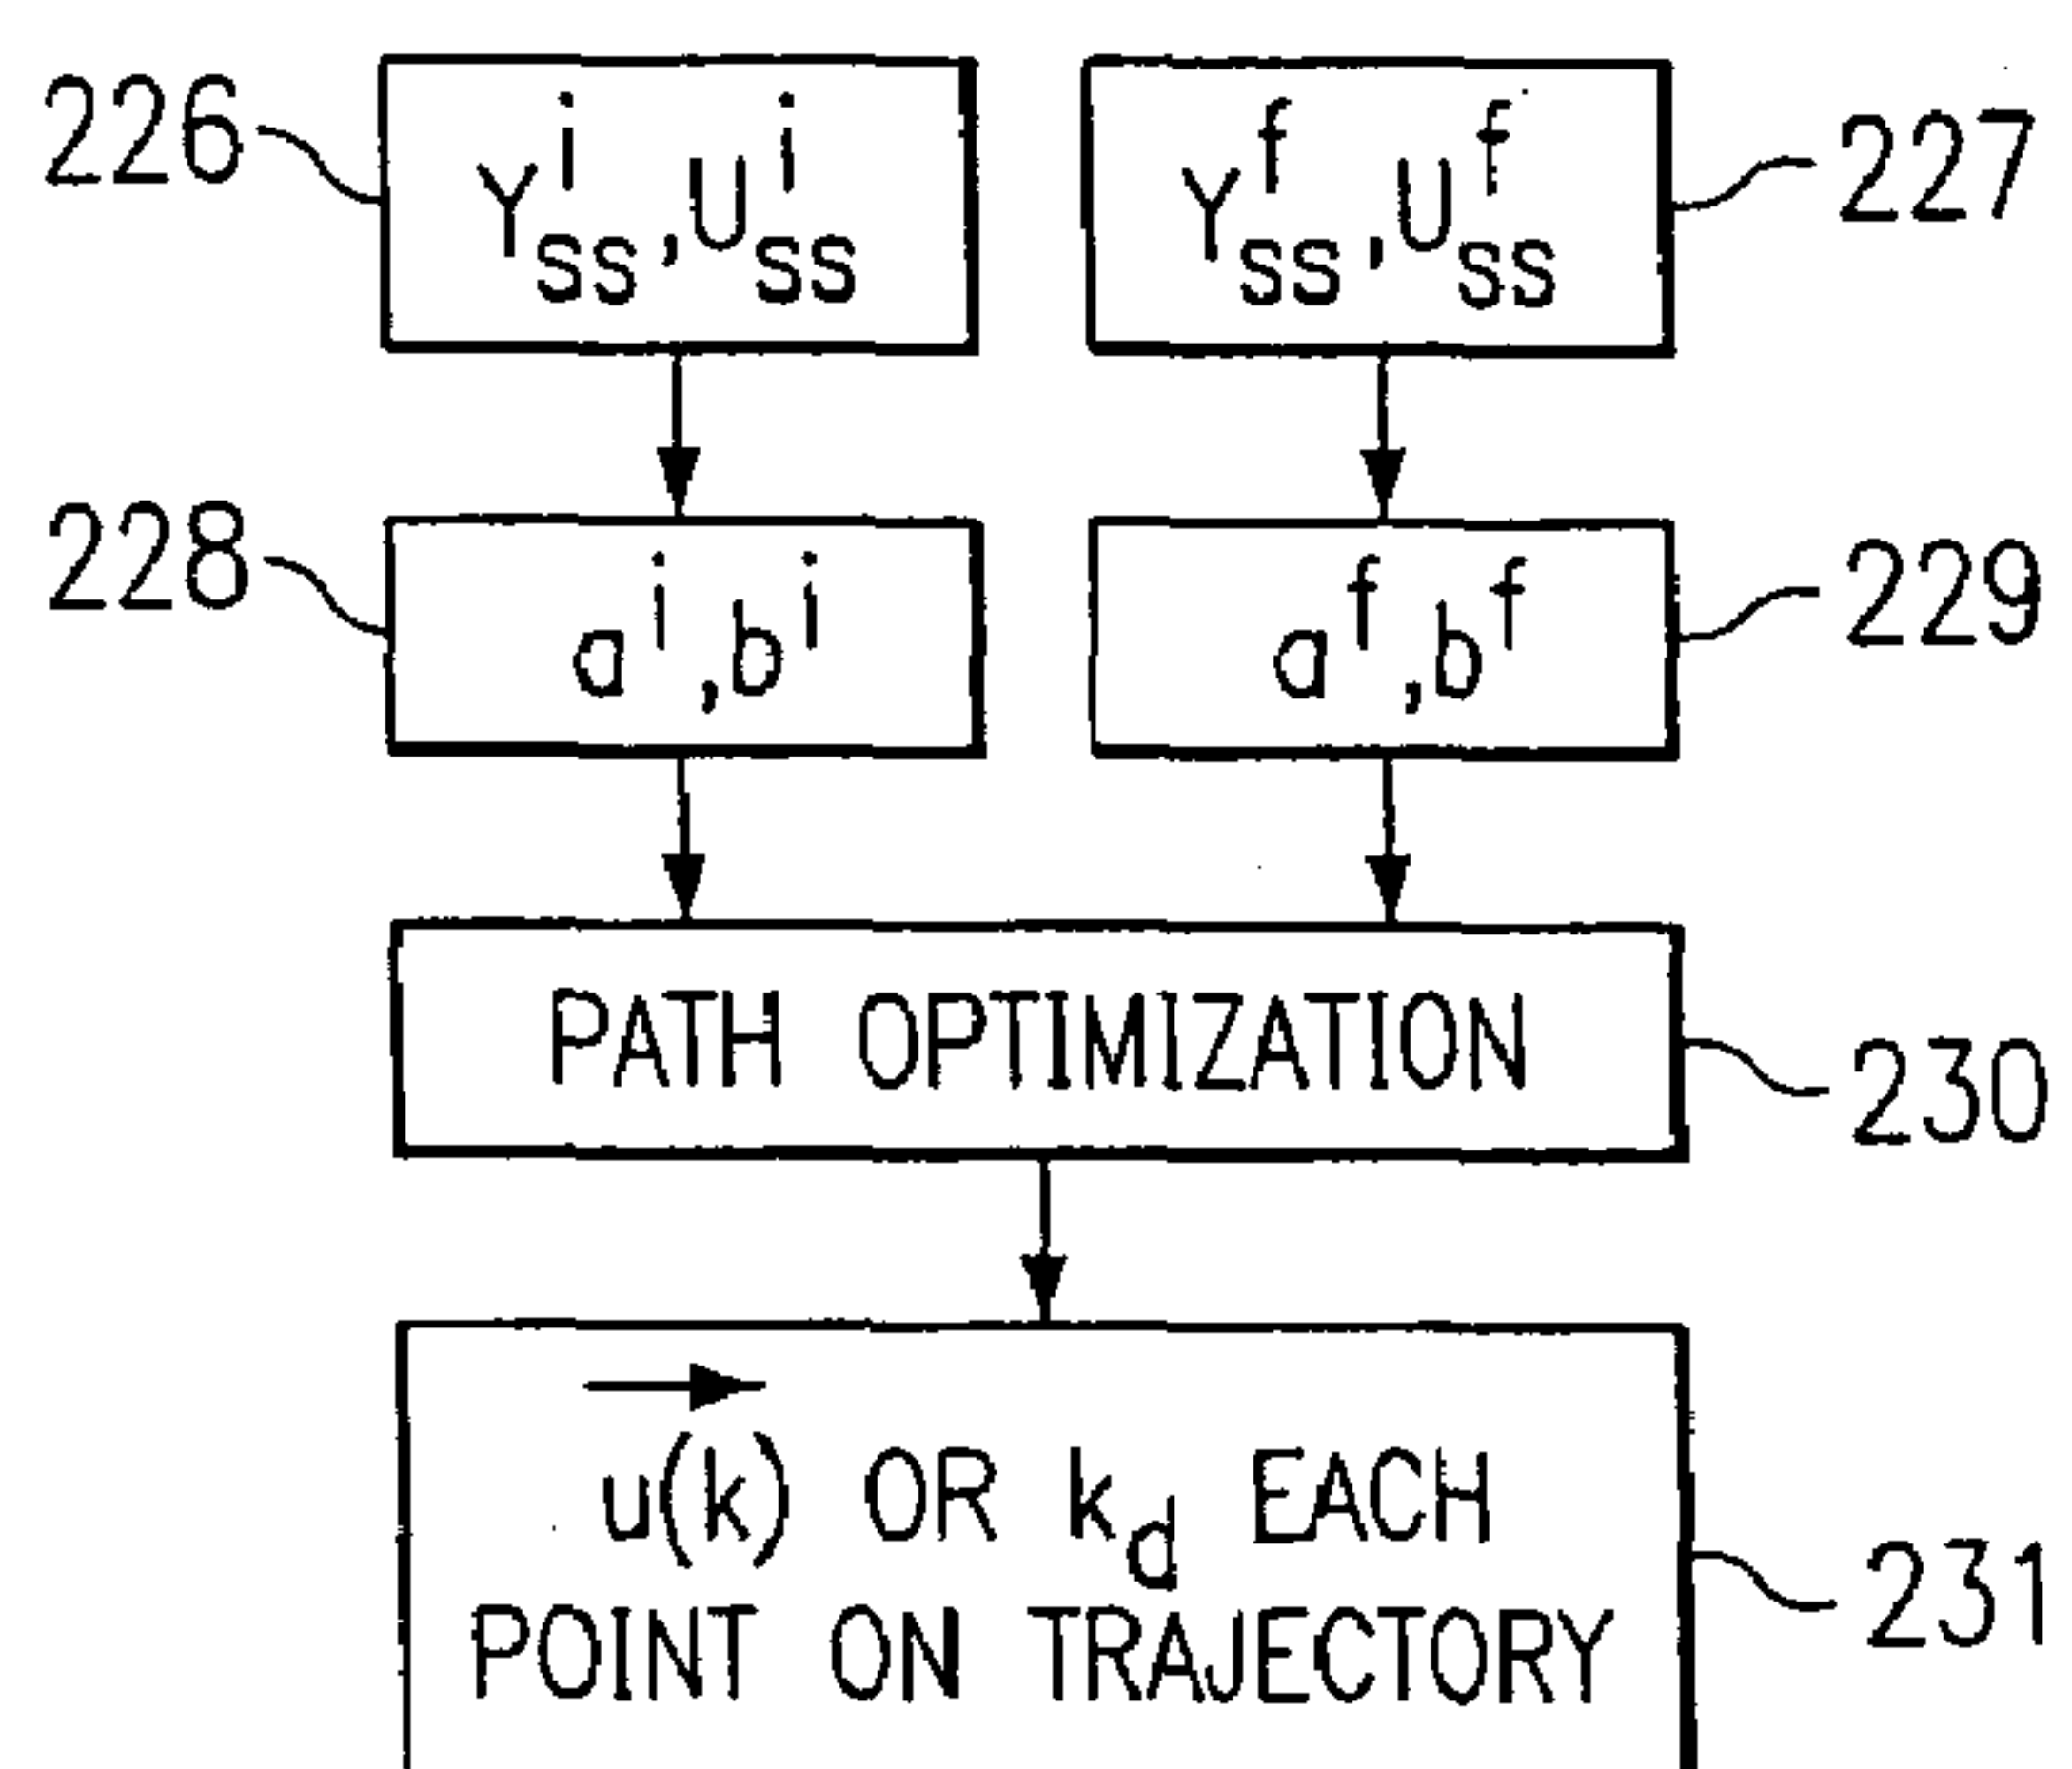 226
Y^i_ss,U^i_ss
Y^f_ss,U^f_ss
227
228
a^i,b^i
a^f,b^f
229
PATH OPTIMIZATION
230
u(k) OR k_d EACH
POINT ON TRAJECTORY
231